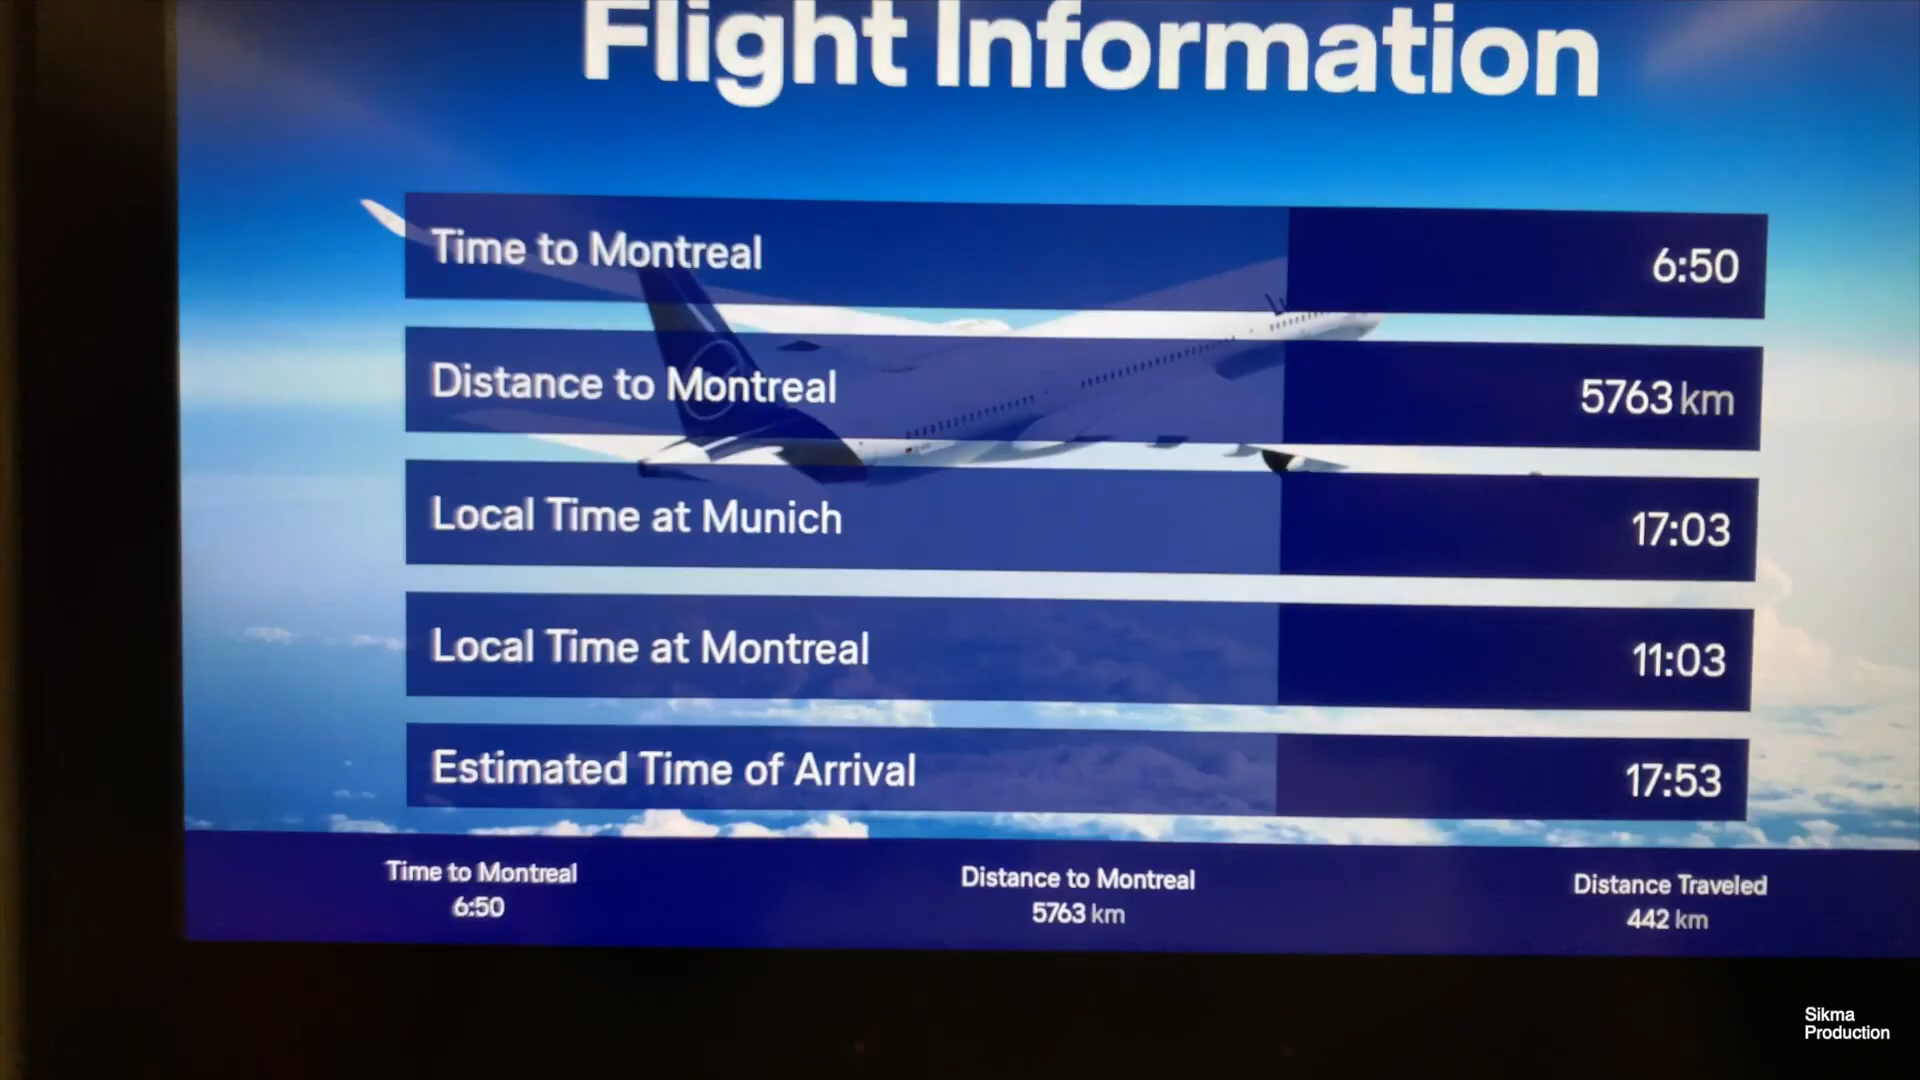 Flight Information
Time to Montreal 6:50
Distance to Montreal 5763 km
Local Time at Munich 17:03
Local Time at Montreal 11:03
Estimated Time of Arrival 17:53
Time to Montreal Distance to Montreal Distance Traveled
6:50 5763 km 442 km
Sikma
Production